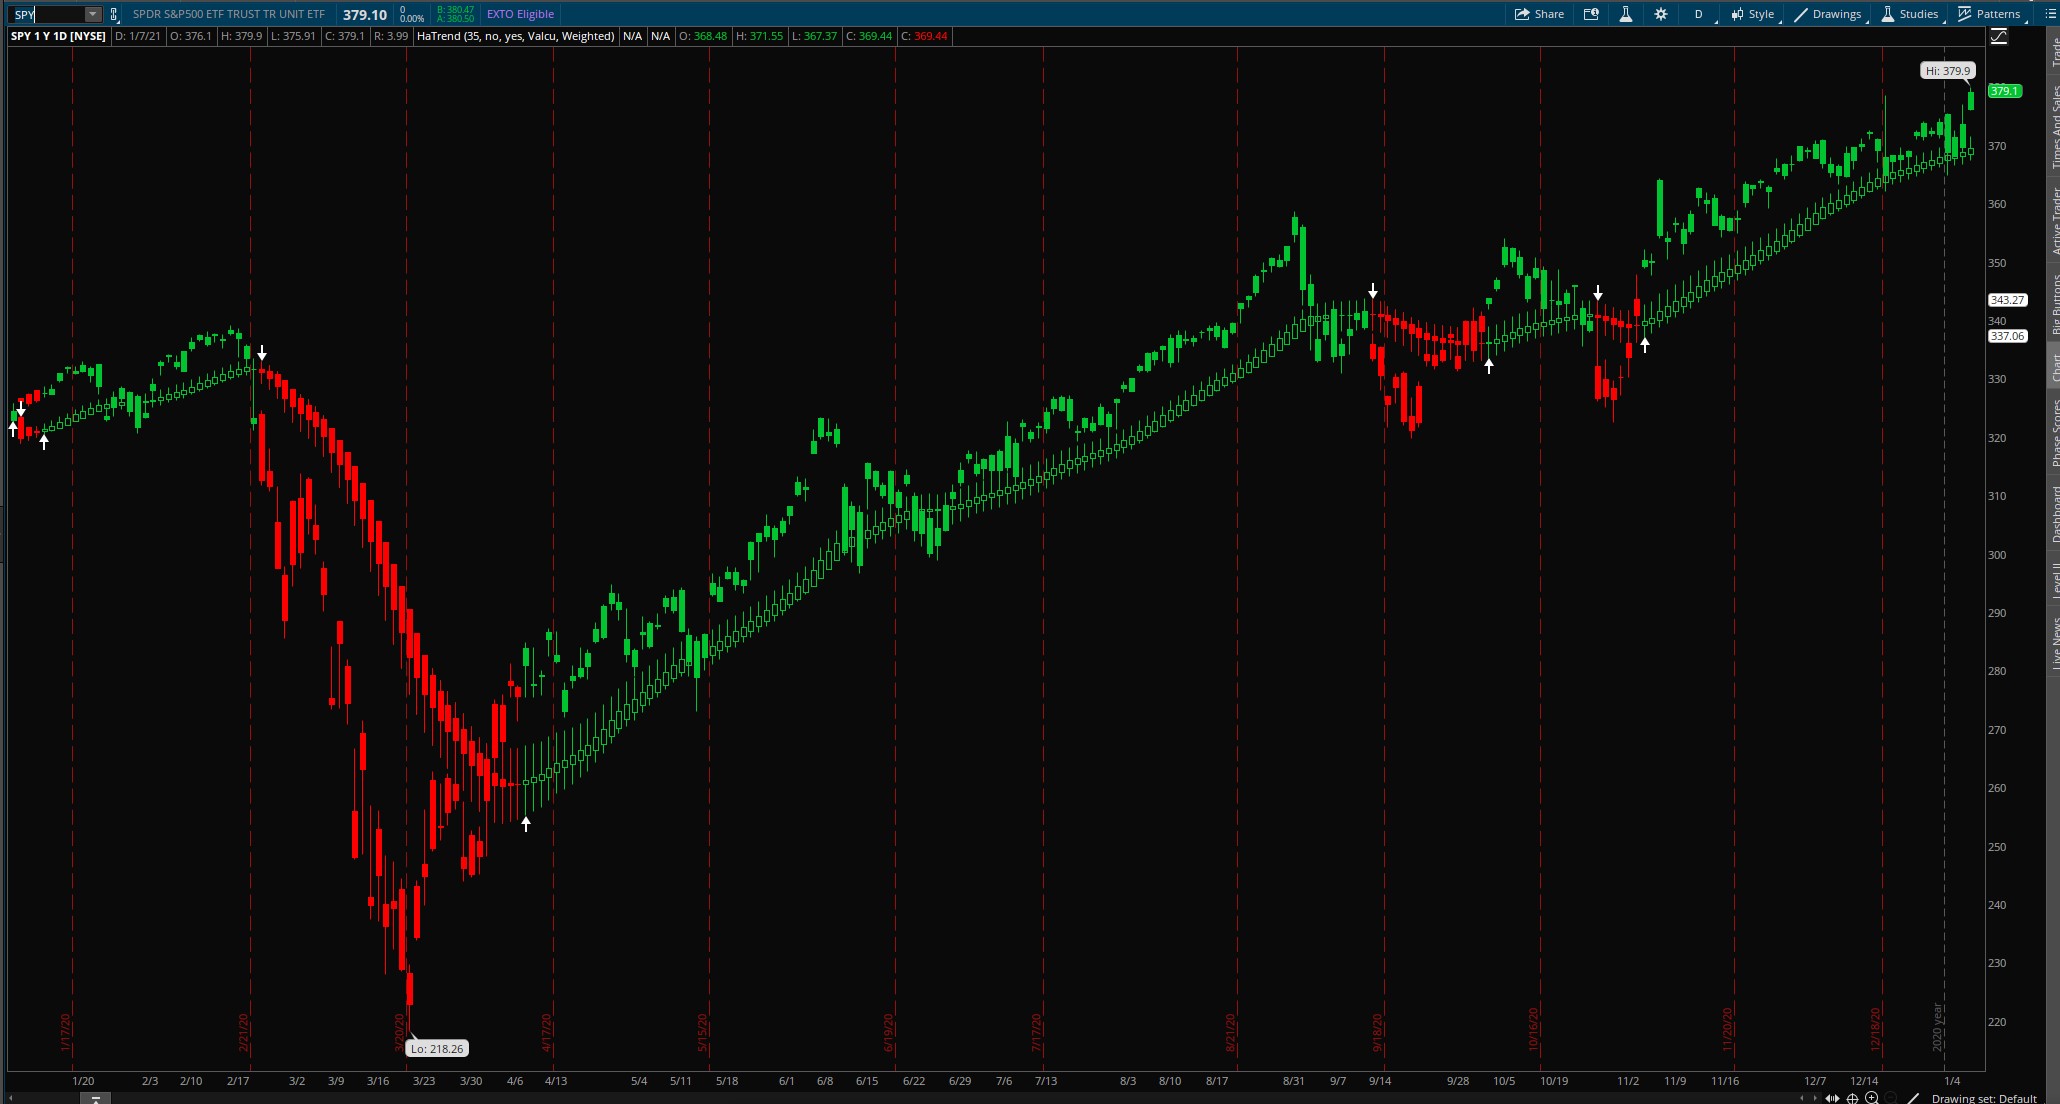 SPY
SPDR S&P500 ETF TRUST TR UNIT ETF
379.10
0
0.00%
B: 380.47
A: 380.50
EXTO Eligible
Share
D
Style
Drawings
Studies
Patterns
SPY 1 Y 1D [NYSE] D: 1/7/21 O: 376.1 H: 379.9 L: 375.91 C: 379.1 R: 3.99 HaTrend (35, no, yes, Valcu, Weighted) N/A N/A O: 368.48 H: 371.55 L: 367.37 C: 369.44 C: 369.44
Hi: 379.9
379.1
370
360
350
343.27
340
337.06
330
320
310
300
290
280
270
260
250
240
230
220
Lo: 218.26
1/17/20
2/21/20
3/20/20
4/17/20
5/15/20
6/19/20
7/17/20
8/21/20
9/18/20
10/16/20
11/20/20
12/18/20
2020 year
1/20 2/3 2/10 2/17 3/2 3/9 3/16 3/23 3/30 4/6 4/13 5/4 5/11 5/18 6/1 6/8 6/15 6/22 6/29 7/6 7/13 8/3 8/10 8/17 8/31 9/7 9/14 9/28 10/5 10/19 11/2 11/9 11/16 12/7 12/14 1/4
Drawing set: Default
Trade
Times And Sales
Active Trader
Big Buttons
Chart
Phase Scores
Dashboard
Level II
Live News